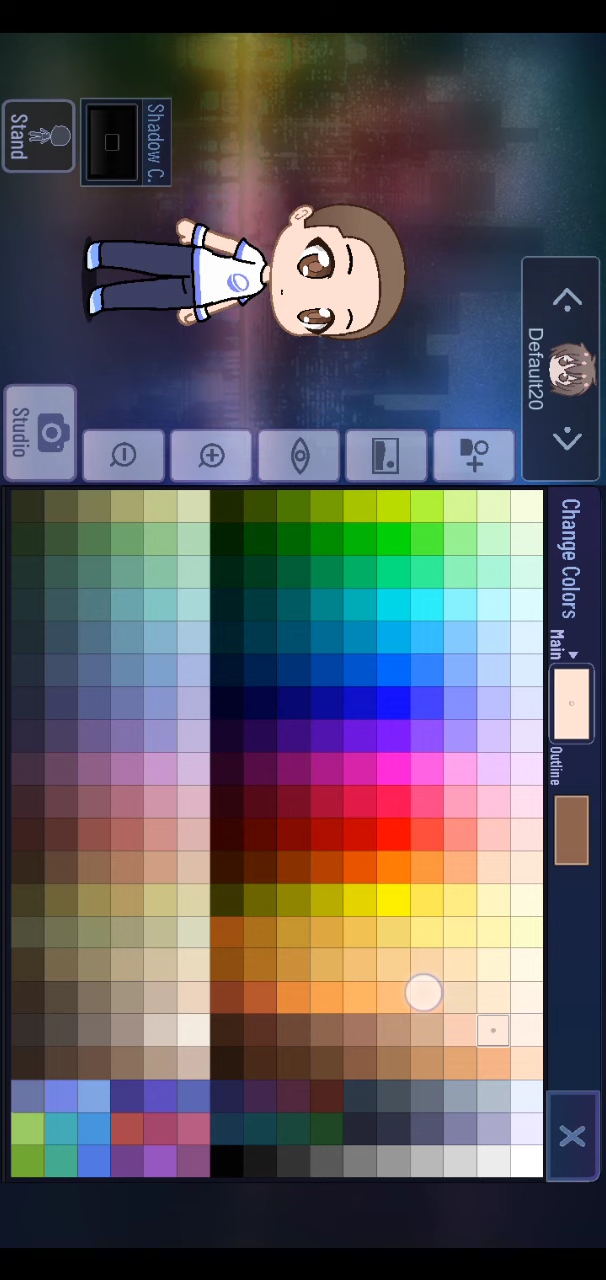 Default20
Shadow C.
Stand
Studio
Change Colors
Main
Outline